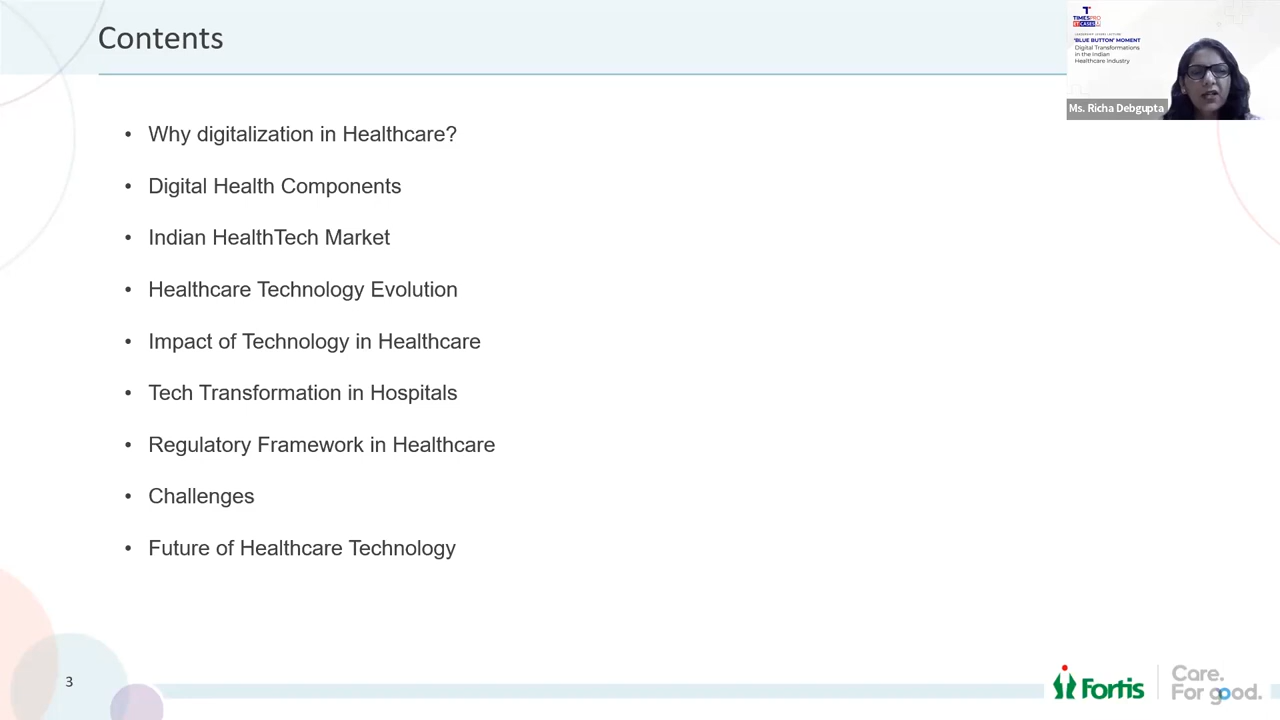 Contents
• Why digitalization in Healthcare?
• Digital Health Components
• Indian HealthTech Market
• Healthcare Technology Evolution
• Impact of Technology in Healthcare
• Tech Transformation in Hospitals
• Regulatory Framework in Healthcare
• Challenges
• Future of Healthcare Technology
TIMESPRO
'BLUE BUTTON' MOMENT
Digital Transformations
in the Indian
Healthcare Industry
Ms. Richa Debgupta
3
Fortis
Care.
For good.